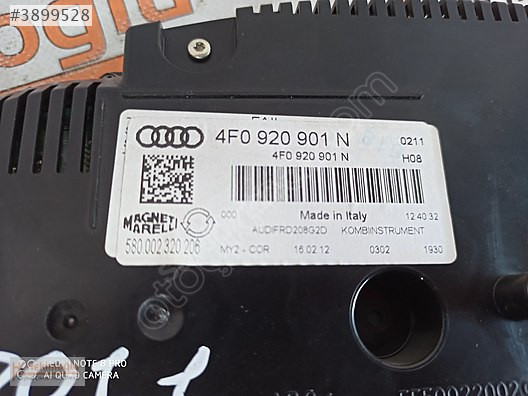 #3899528
4F0 920 901 N
0211
4F0 920 901 N
H08
000
Made in Italy
12:40:32
MAGNETI
MARELLI
AUDIFRD208G2D
KOMBIINSTRUMENT
580.002.320.206
MY2 - COR
16.02.12
0302
1930
REDMI NOTE 8 PRO
AI QUAD CAMERA